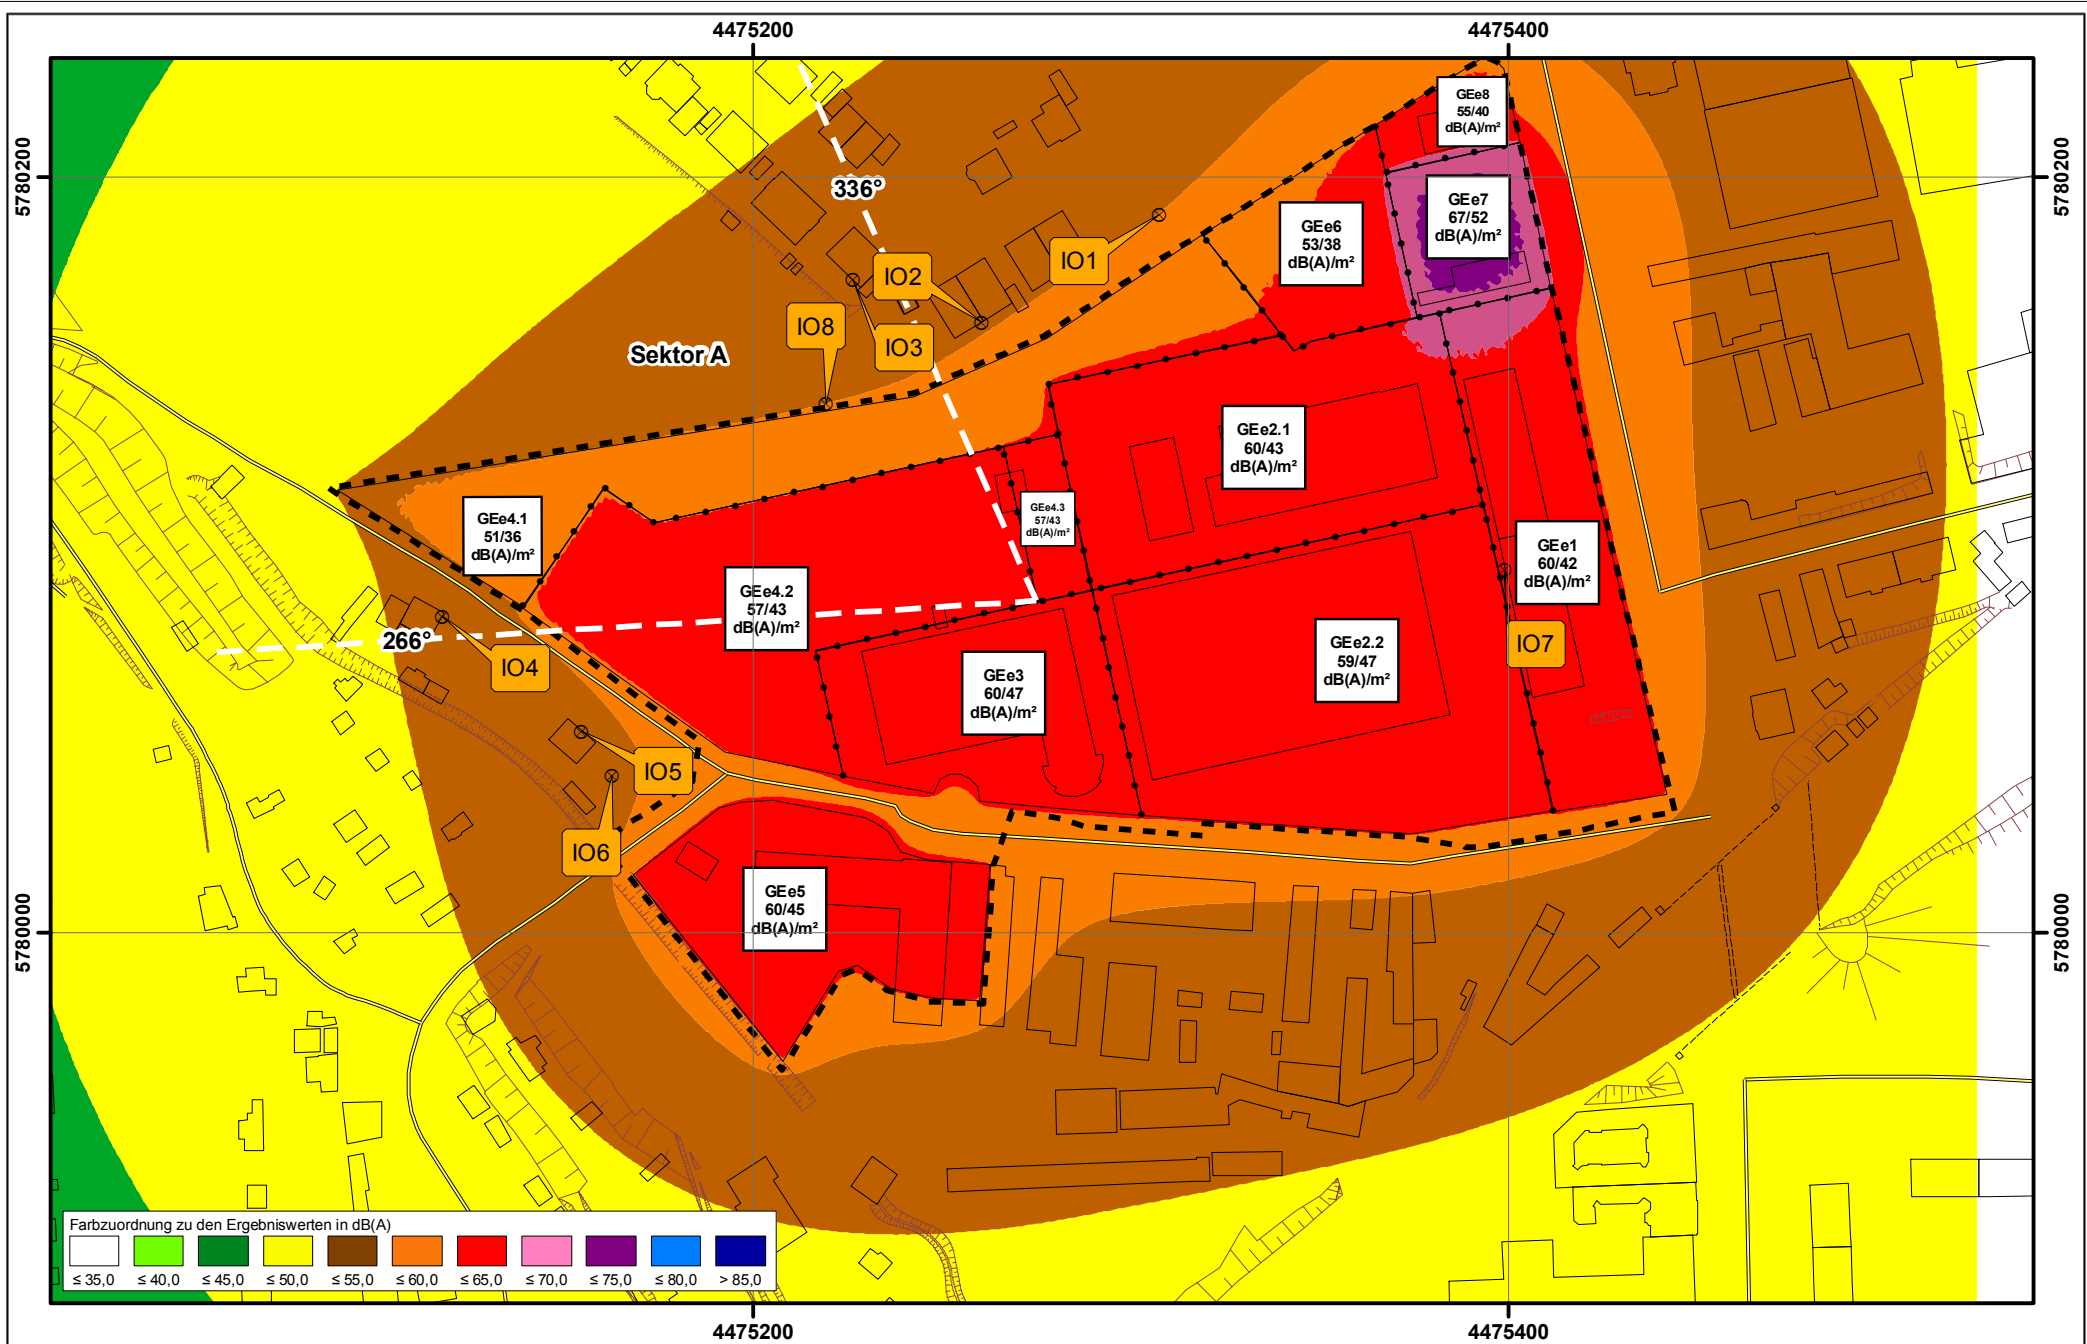 4475200
4475400
5780200
5780200
GEe8
55/40
dB(A)/m²
336°
GEe7
67/52
dB(A)/m²
GEe6
53/38
dB(A)/m²
IO1
IO2
IO8
IO3
Sektor A
GEe2.1
60/43
dB(A)/m²
GEe4.1
51/36
dB(A)/m²
GEe4.3
57/43
dB(A)/m²
GEe1
60/42
dB(A)/m²
GEe4.2
57/43
dB(A)/m²
266°
IO4
GEe2.2
59/47
dB(A)/m²
IO7
GEe3
60/47
dB(A)/m²
IO5
IO6
GEe5
60/45
dB(A)/m²
5780000
5780000
Farbzuordnung zu den Ergebniswerten in dB(A)
≤ 35,0 ≤ 40,0 ≤ 45,0 ≤ 50,0 ≤ 55,0 ≤ 60,0 ≤ 65,0 ≤ 70,0 ≤ 75,0 ≤ 80,0 > 85,0
4475200
4475400